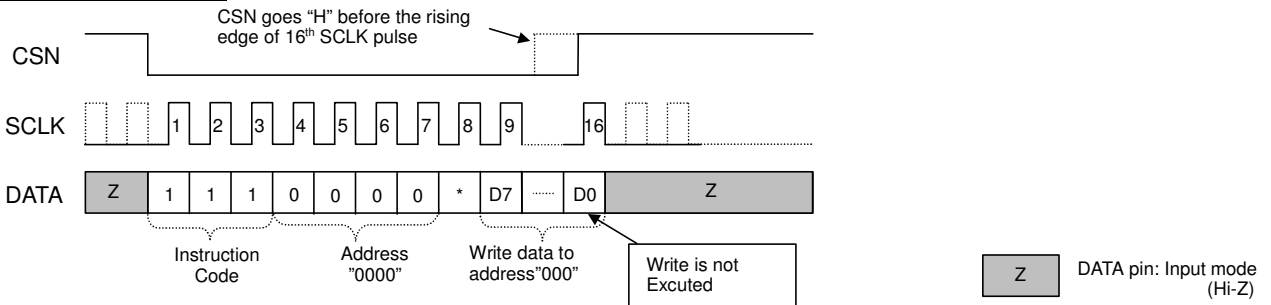 CSN goes “H” before the rising
edge of 16th SCLK pulse
CSN
SCLK
1 2 3 4 5 6 7 8 9 16
DATA
Z 1 1 1 0 0 0 0 * D7 ...... D0 Z
Instruction
Code
Address
"0000"
Write data to
address"000"
Write is not
Excuted
Z
DATA pin: Input mode
(Hi-Z)